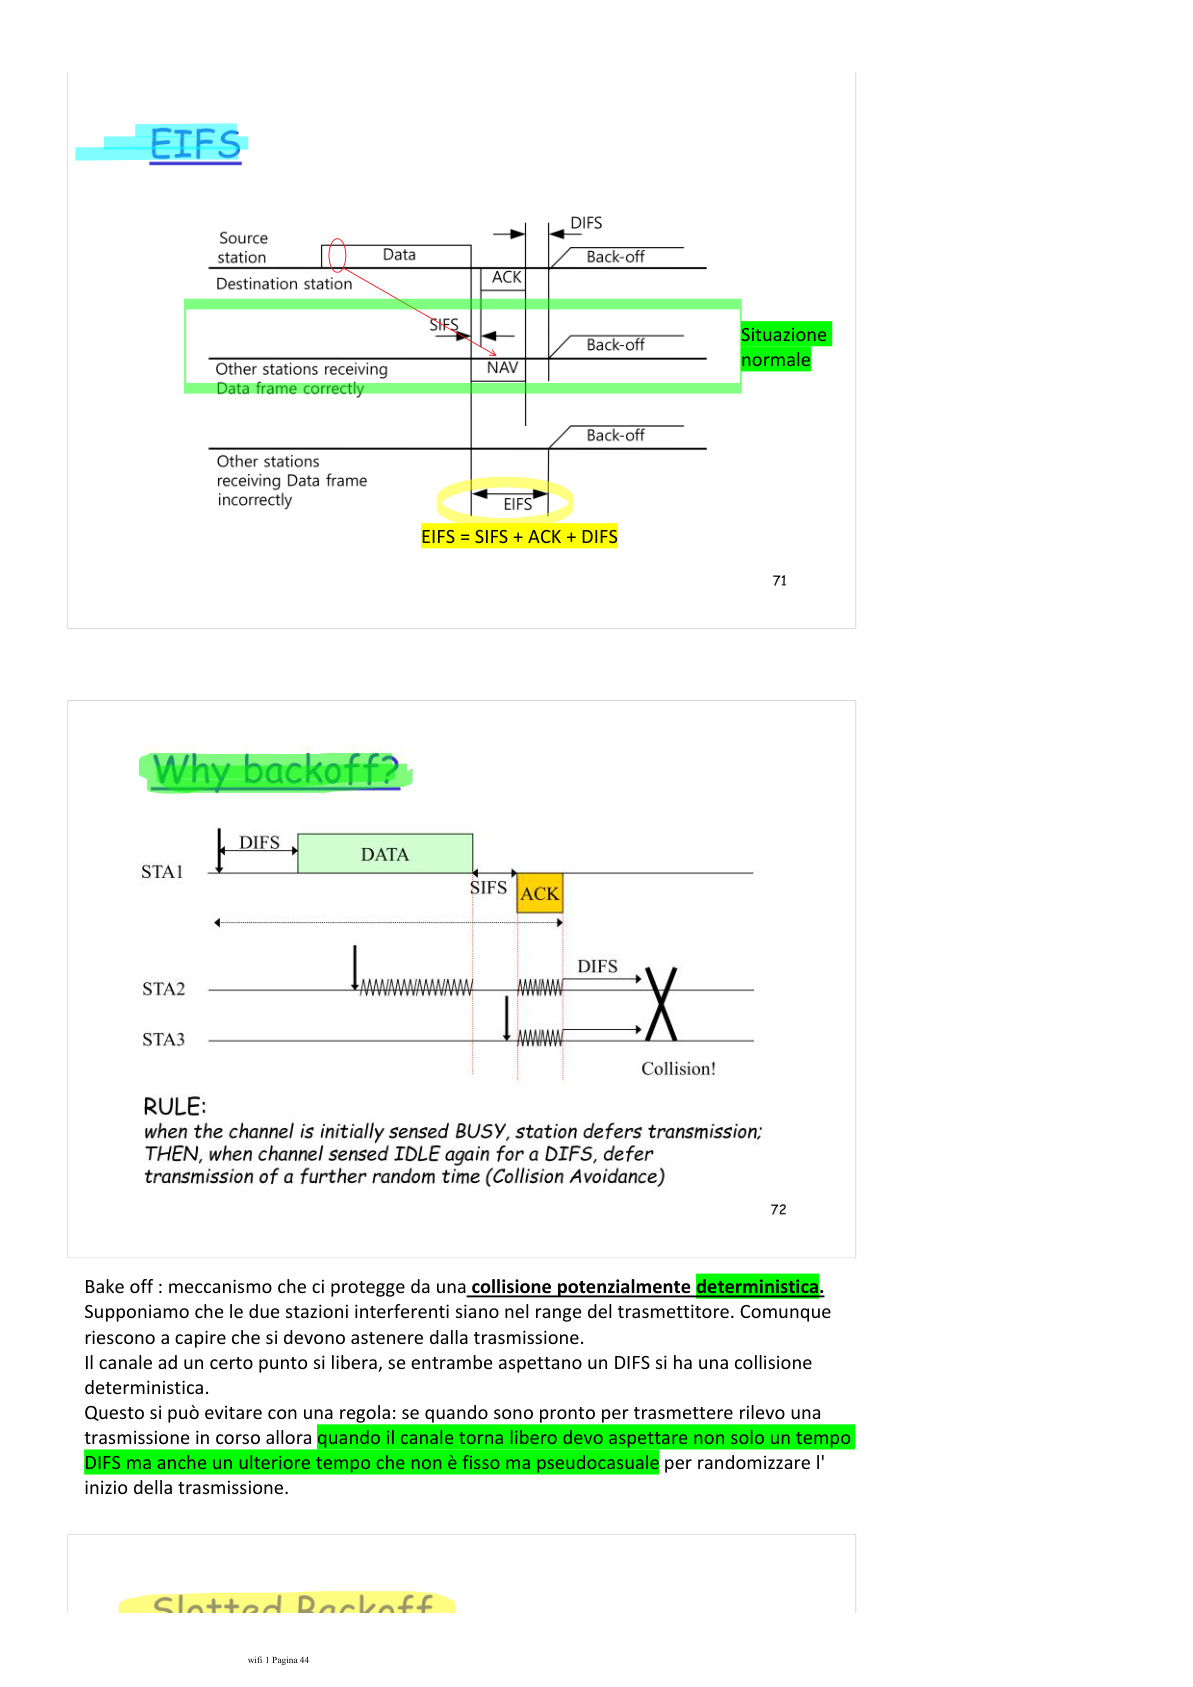 EIFS
DIFS
Source
station
Data
Back-off
Destination station
ACK
SIFS
Back-off
Situazione
normale
Other stations receiving
Data frame correctly
NAV
Back-off
Other stations
receiving Data frame
incorrectly
EIFS
EIFS = SIFS + ACK + DIFS
71
Why backoff?
DIFS
DATA
STA1
SIFS
ACK
DIFS
STA2
STA3
Collision!
RULE:
when the channel is initially sensed BUSY, station defers transmission;
THEN, when channel sensed IDLE again for a DIFS, defer
transmission of a further random time (Collision Avoidance)
72
Bake off : meccanismo che ci protegge da una collisione potenzialmente deterministica.
Supponiamo che le due stazioni interferenti siano nel range del trasmettitore. Comunque
riescono a capire che si devono astenere dalla trasmissione.
Il canale ad un certo punto si libera, se entrambe aspettano un DIFS si ha una collisione
deterministica.
Questo si può evitare con una regola: se quando sono pronto per trasmettere rilevo una
trasmissione in corso allora quando il canale torna libero devo aspettare non solo un tempo
DIFS ma anche un ulteriore tempo che non è fisso ma pseudocasuale per randomizzare l'
inizio della trasmissione.
Slotted Backoff
wifi 1 Pagina 44